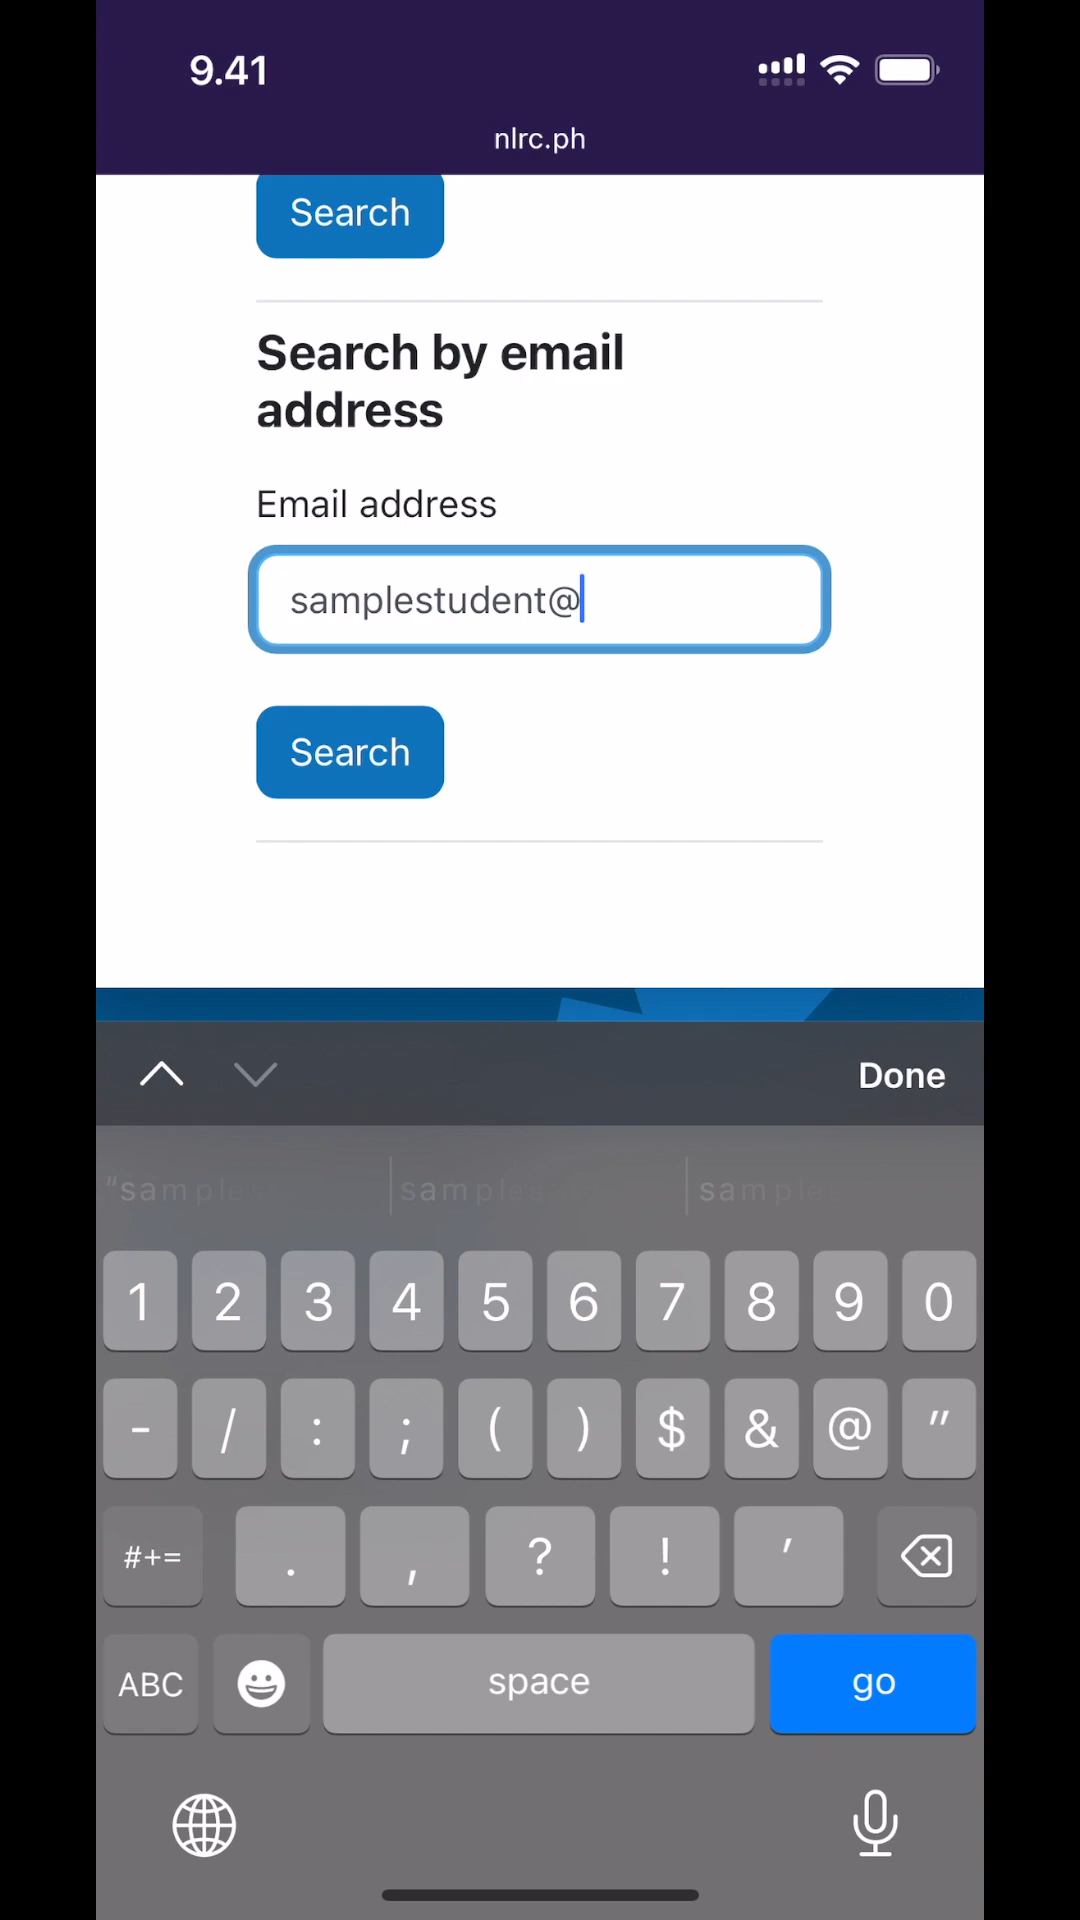 9.41
nlrc.ph
Search
Search by email
address
Email address
samplestudent@
Search
Done
1 2 3 4 5 6 7 8 9 0
- / : ; ( ) $ & @ "
#+= . , ? ! '
ABC space go